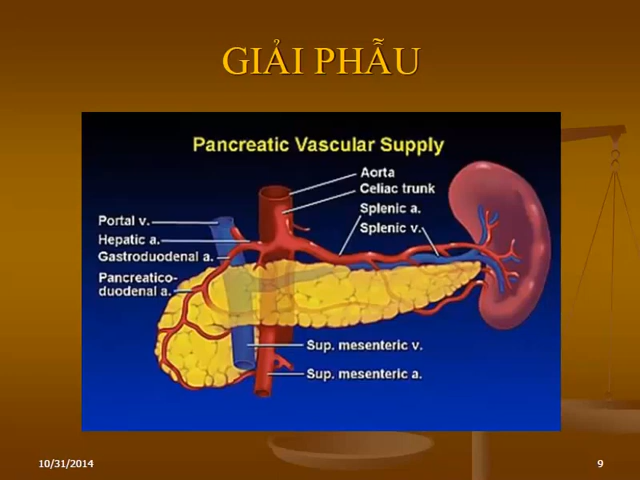 GIẢI PHẪU
Pancreatic Vascular Supply
Aorta
Celiac trunk
Splenic a.
Splenic v.
Portal v.
Hepatic a.
Gastroduodenal a.
Pancreatico-
duodenal a.
Sup. mesenteric v.
Sup. mesenteric a.
10/31/2014
9